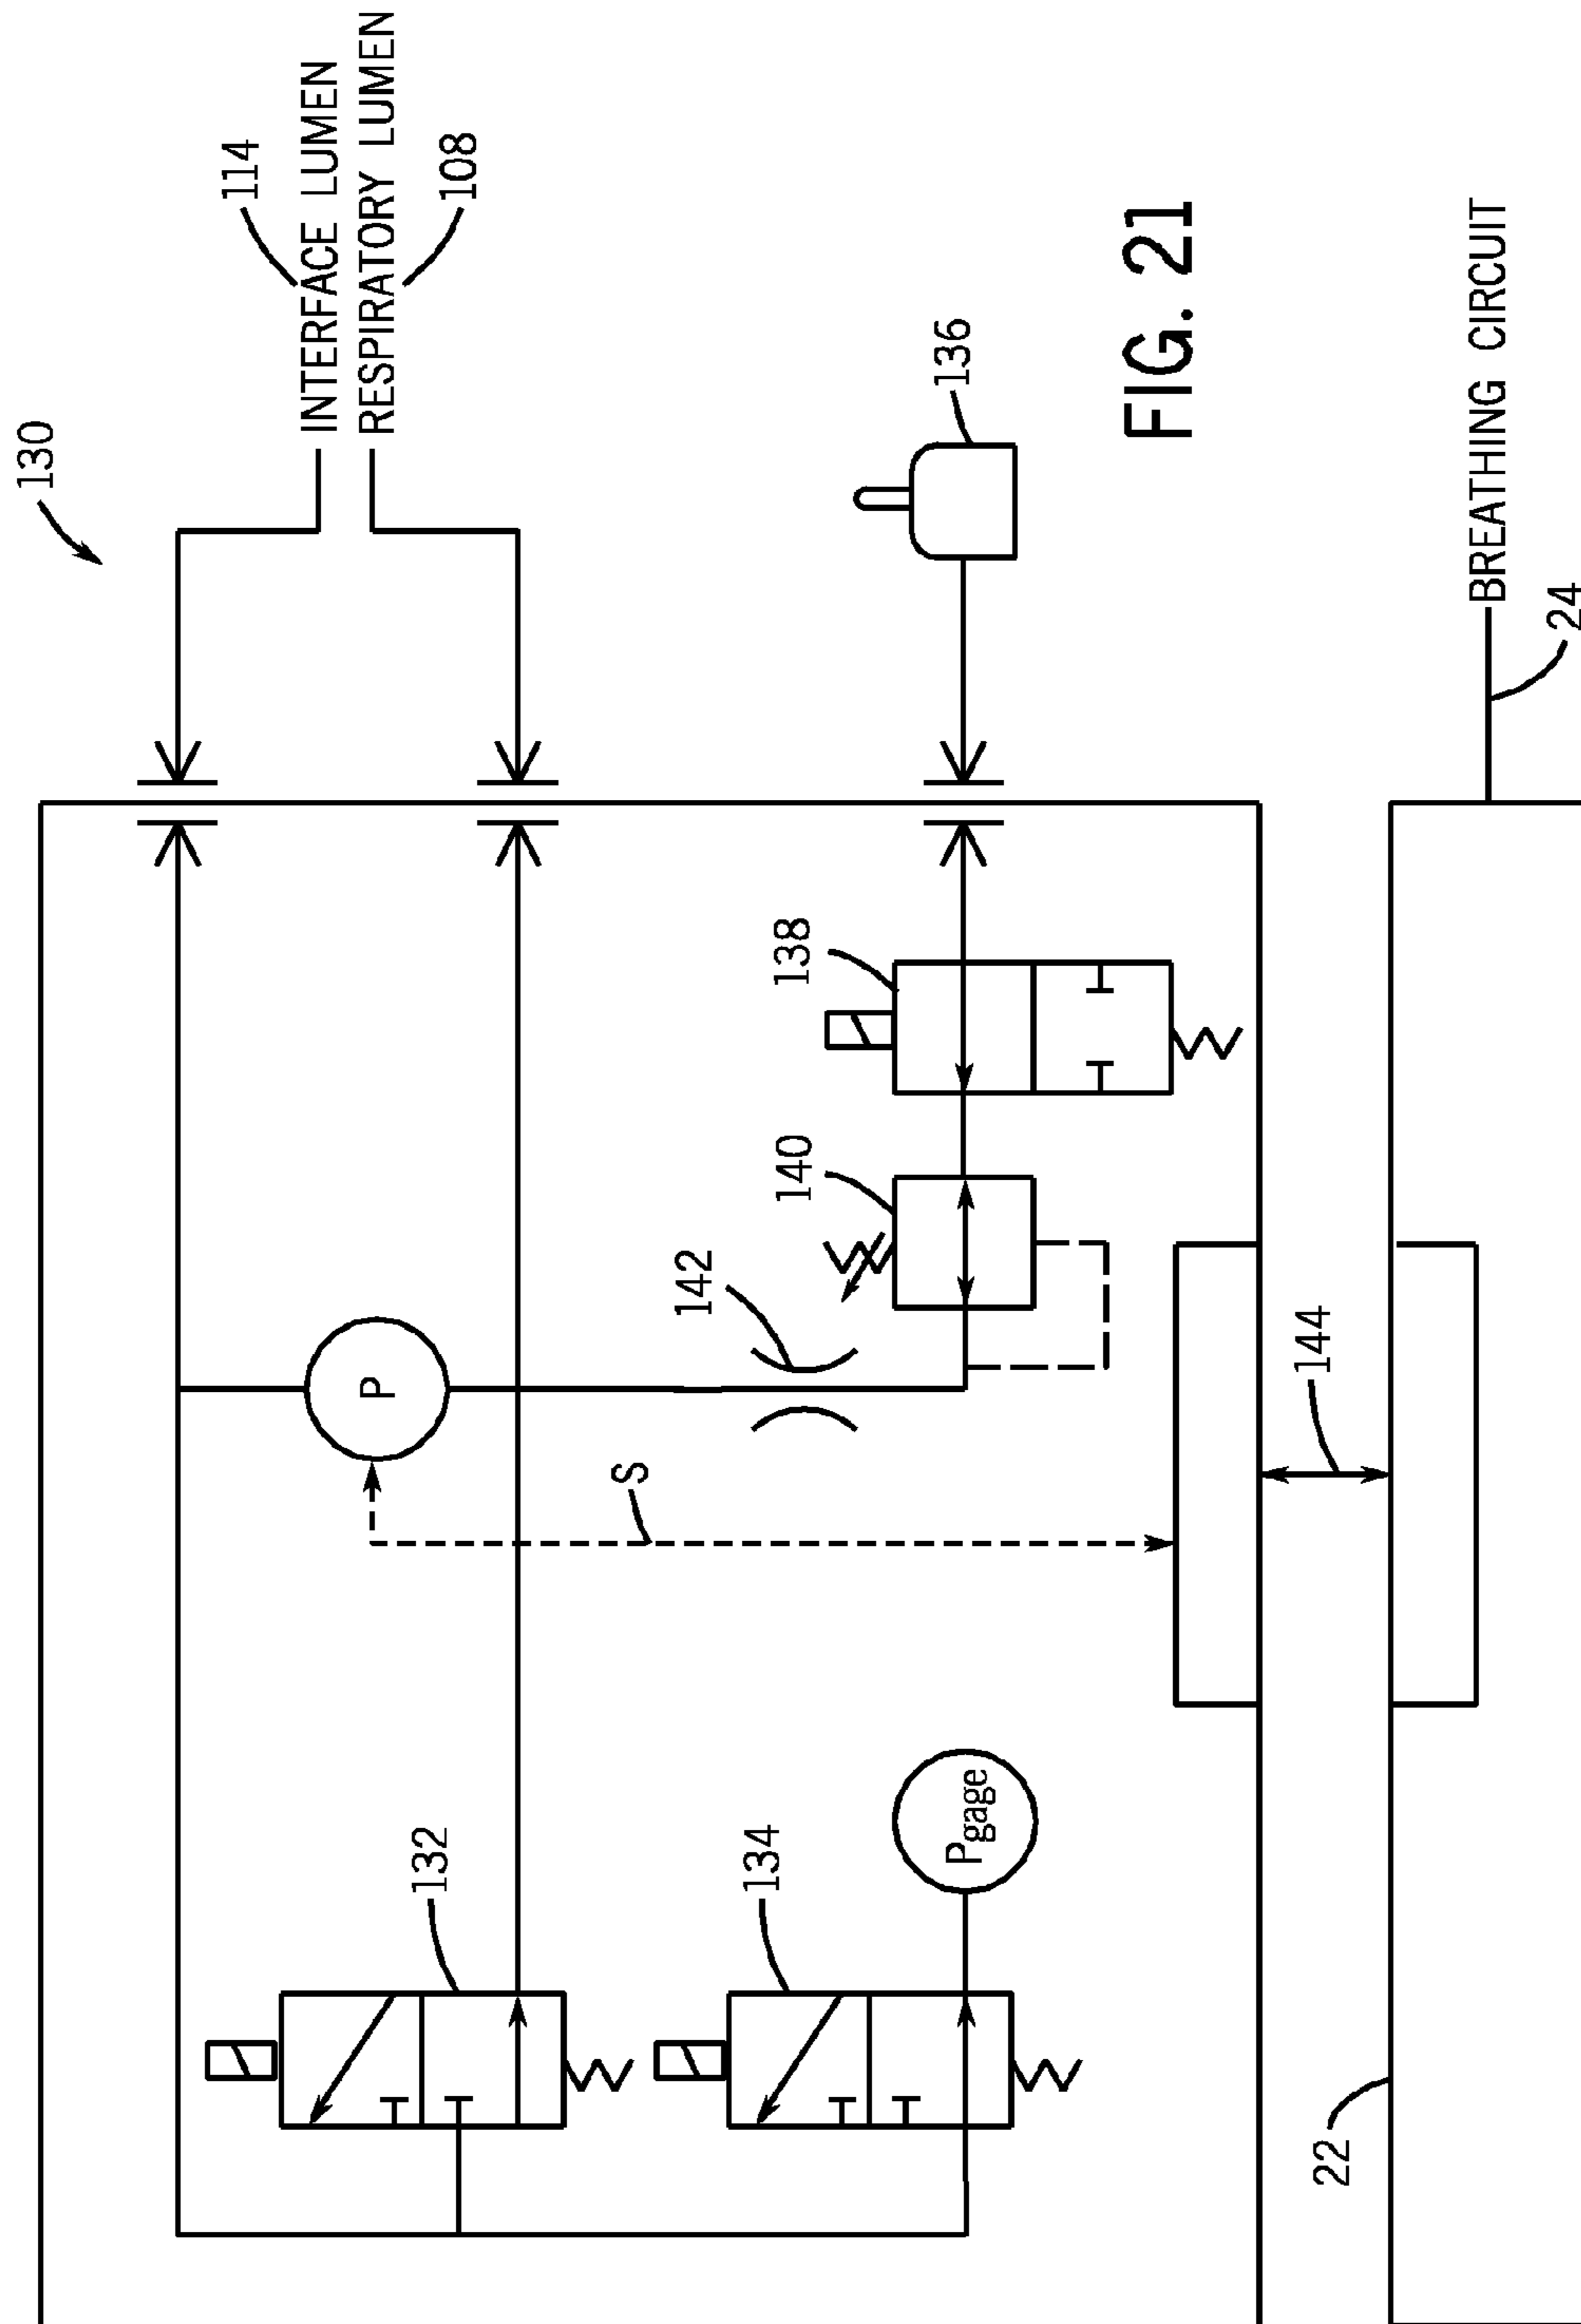 130
114
INTERFACE LUMEN
RESPIRATORY LUMEN
108
P
142
140
138
136
S
132
134
Pgage
144
22
BREATHING CIRCUIT
24
FIG. 21